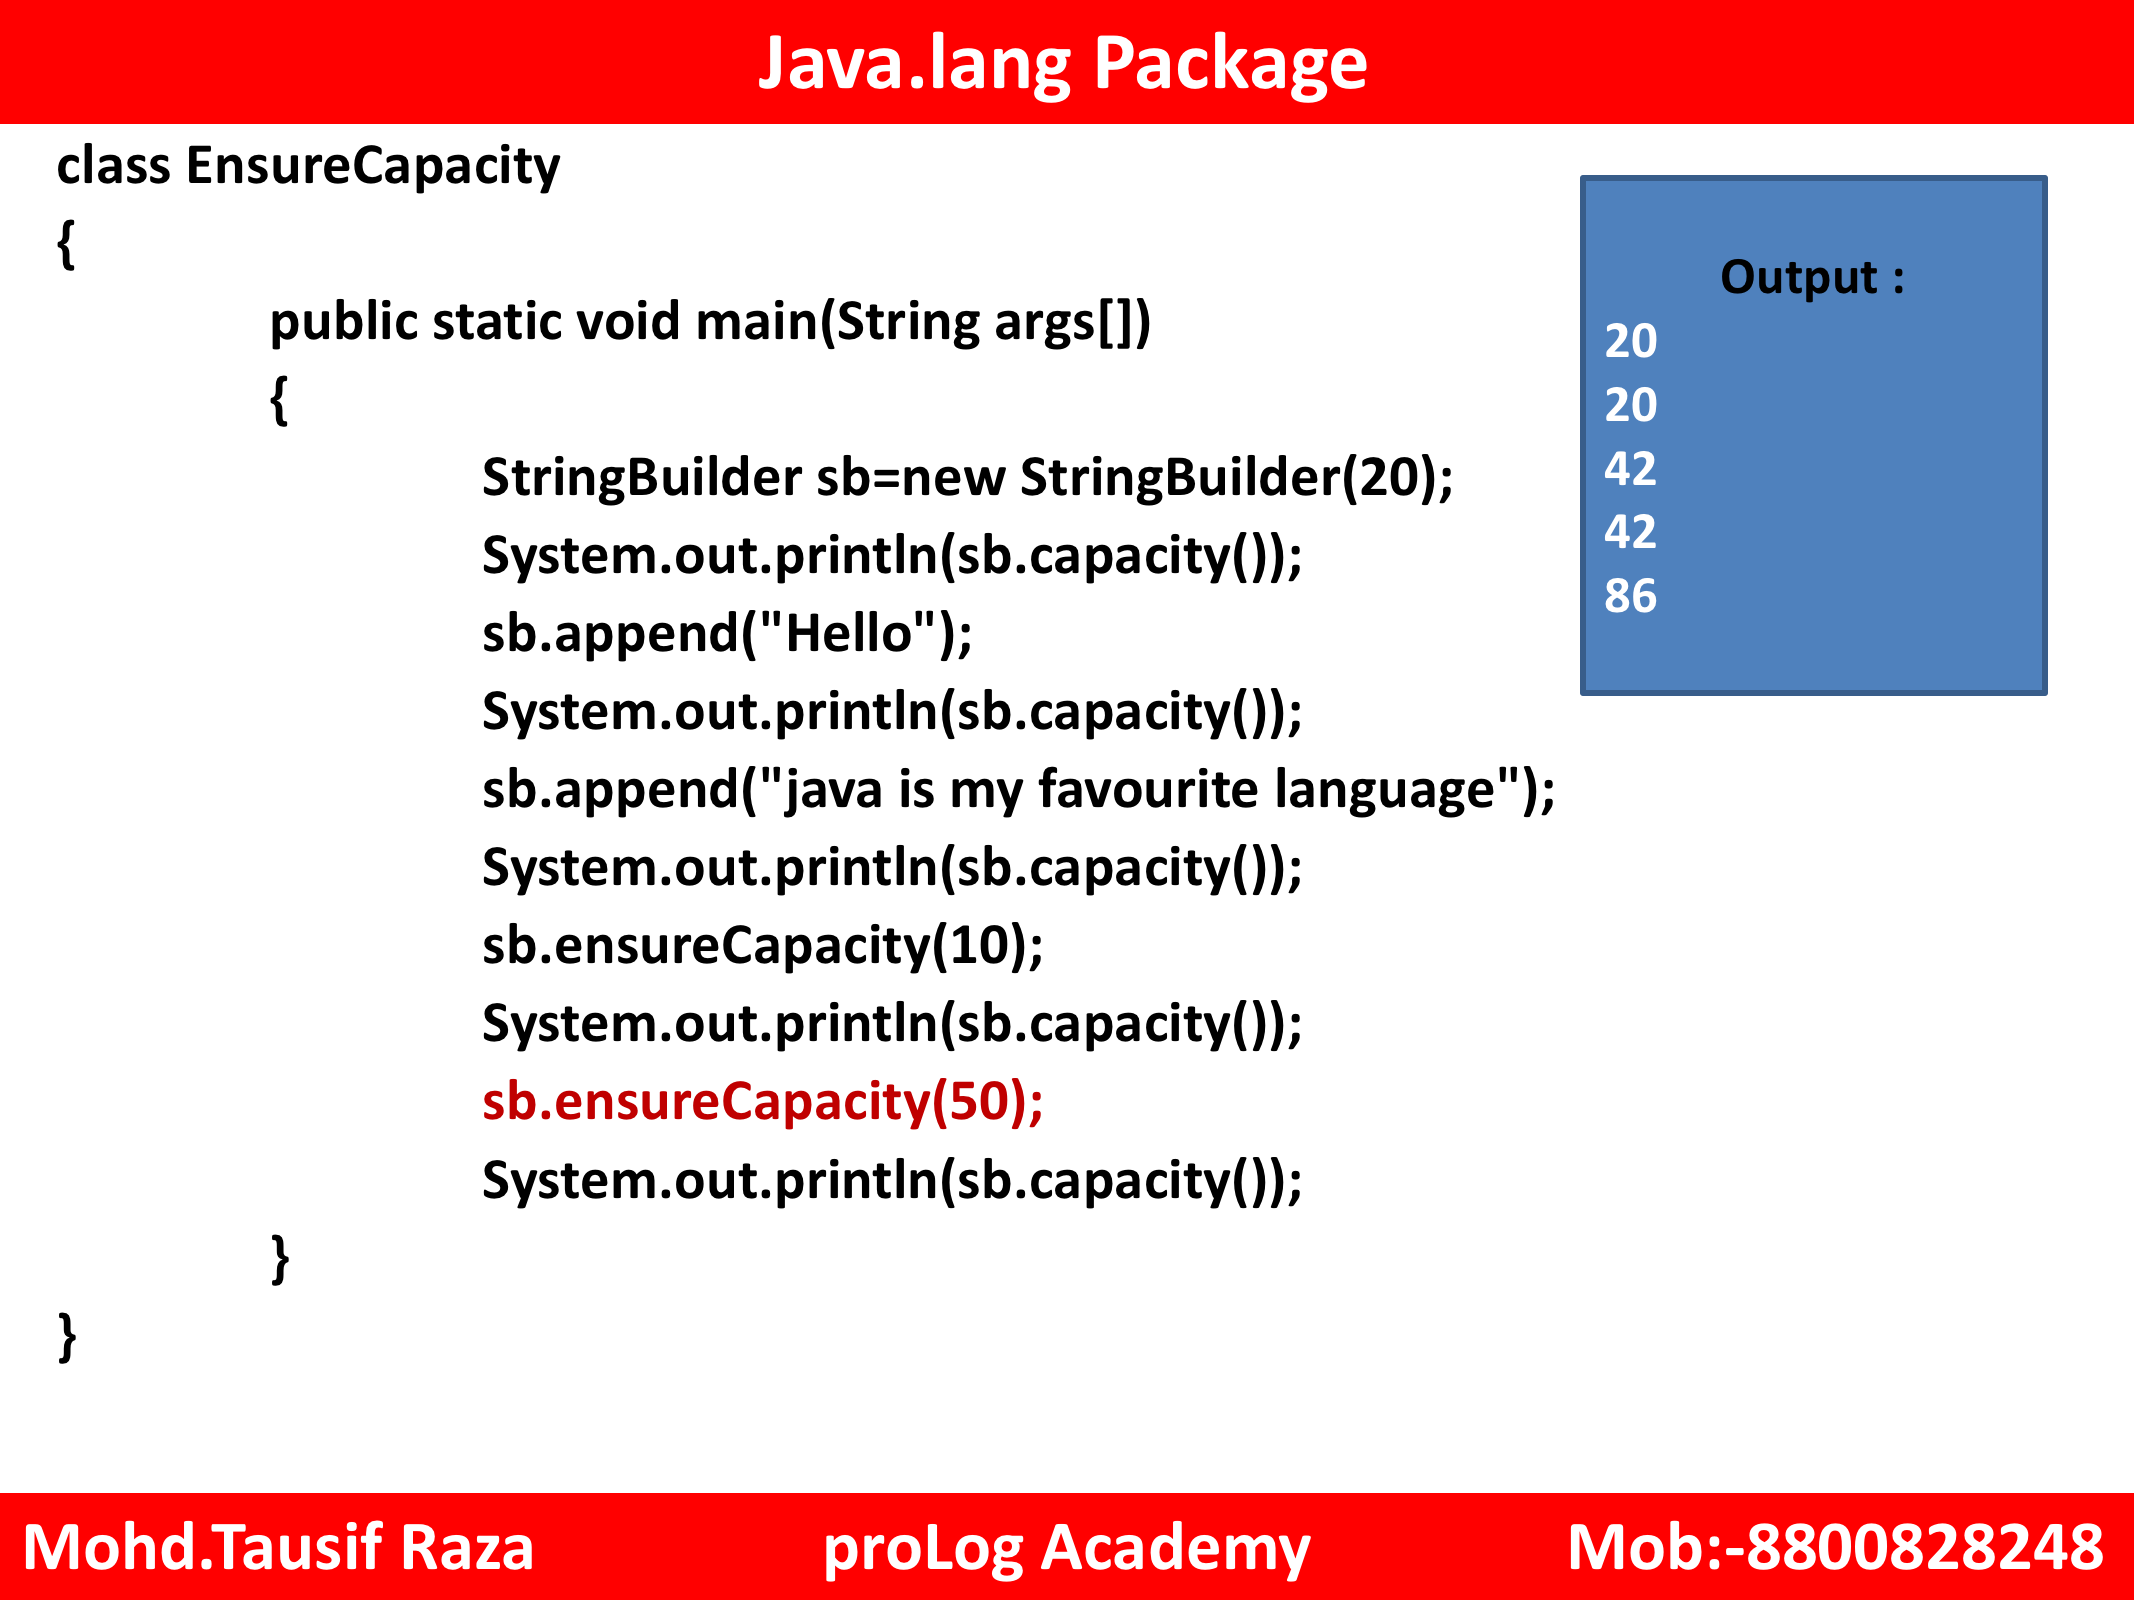 Java.lang Package
class EnsureCapacity
{
public static void main(String args[])
{
StringBuilder sb=new StringBuilder(20);
System.out.println(sb.capacity());
sb.append("Hello");
System.out.println(sb.capacity());
sb.append("java is my favourite language");
System.out.println(sb.capacity());
sb.ensureCapacity(10);
System.out.println(sb.capacity());
sb.ensureCapacity(50);
System.out.println(sb.capacity());
}
}
Output :
20
20
42
42
86
Mohd.Tausif Raza proLog Academy Mob:-8800828248